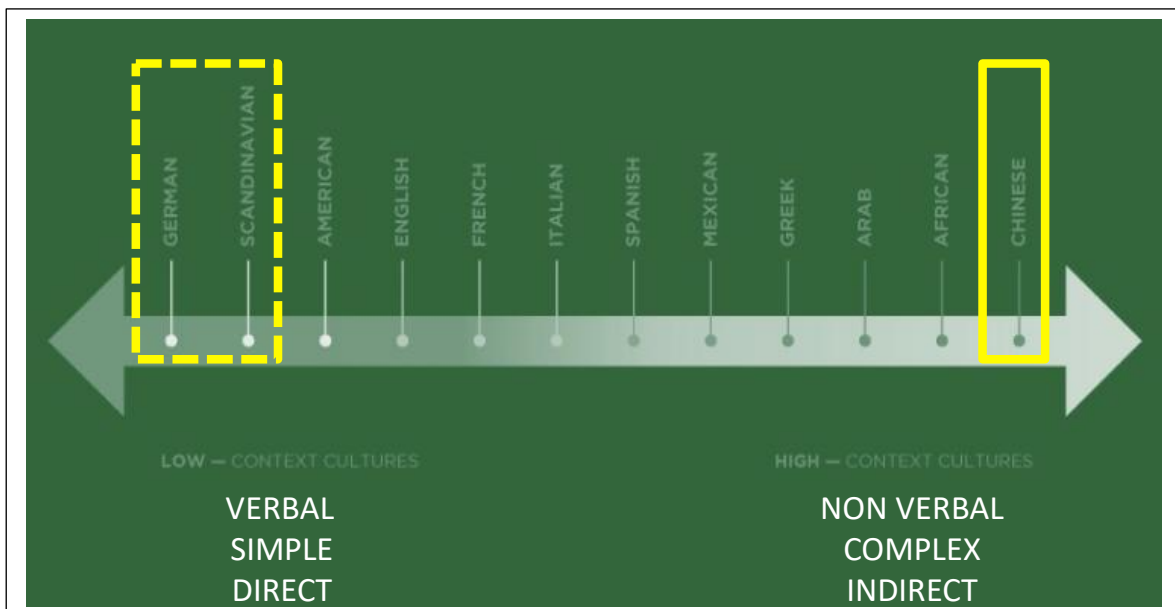 GERMAN
SCANDINAVIAN
AMERICAN
ENGLISH
FRENCH
ITALIAN
SPANISH
MEXICAN
GREEK
ARAB
AFRICAN
CHINESE
LOW — CONTEXT CULTURES
HIGH — CONTEXT CULTURES
VERBAL
SIMPLE
DIRECT
NON VERBAL
COMPLEX
INDIRECT